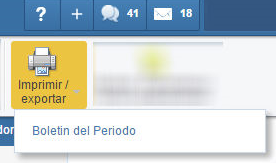 ? + 41 18
Imprimir /
exportar
Boletin del Periodo